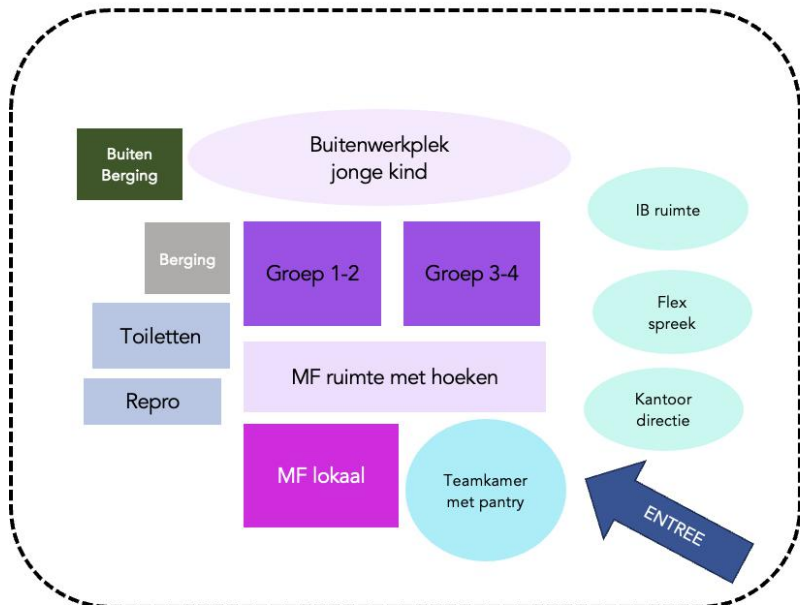 Buitenwerkplek
jonge kind
Buiten
Berging
IB ruimte
Berging
Groep 1-2
Groep 3-4
Flex
spreek
Toiletten
MF ruimte met hoeken
Repro
Kantoor
directie
MF lokaal
Teamkamer
met pantry
ENTREE